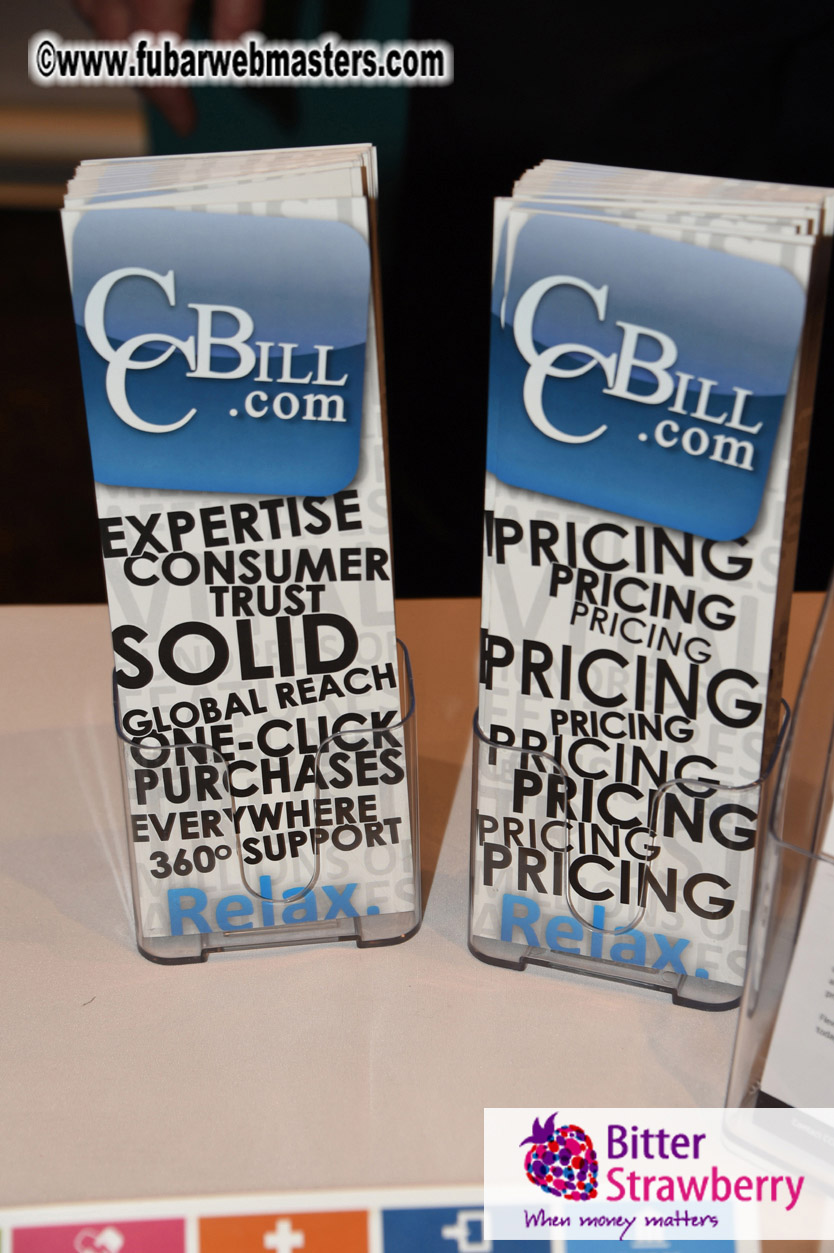 ©www.fubarwebmasters.com
CCBILL
.com
EXPERTISE
CONSUMER
TRUST
SOLID
GLOBAL REACH
ONE-CLICK
PURCHASES
EVERYWHERE
360° SUPPORT
Relax.
CCBILL
.com
PRICING
PRICING
PRICING
PRICING
PRICING
PRICING
PRICING
PRICING
PRICING
Relax.
Bitter
Strawberry
When money matters